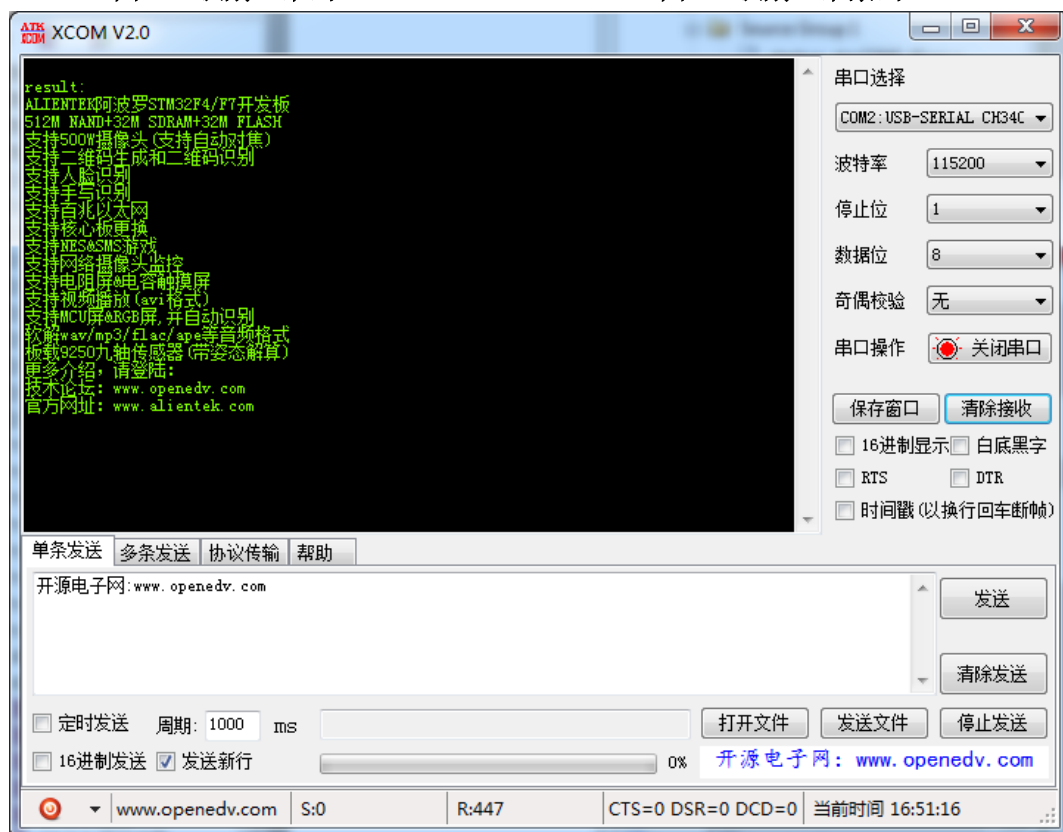 ATK XCOM XCOM V2.0
result:
ALIENTEK阿波罗STM32F4/F7开发板
512M NAND+32M SDRAM+32M FLASH
支持500W摄像头(支持自动对焦)
支持二维码生成和二维码识别
支持人脸识别
支持手写识别
支持百兆以太网
支持核心板更换
支持NES&SMS游戏
支持网络摄像头监控
支持电阻屏&电容触摸屏
支持视频播放(avi格式)
支持MCU屏&RGB屏,并自动识别
软解wav/mp3/flac/ape等音频格式
板载9250九轴传感器(带姿态解算)
更多介绍，请登陆：
技术论坛：www.openedv.com
官方网址：www.alientek.com
串口选择
COM2:USB-SERIAL CH34
波特率 115200
停止位 1
数据位 8
奇偶校验 无
串口操作 关闭串口
保存窗口 清除接收
16进制显示 白底黑字
RTS DTR
时间戳(以换行回车断帧)
单条发送 多条发送 协议传输 帮助
开源电子网:www.openedv.com
发送
清除发送
定时发送 周期: 1000 ms 打开文件 发送文件 停止发送
16进制发送 发送新行 0% 开源电子网：www.openedv.com
www.openedv.com S:0 R:447 CTS=0 DSR=0 DCD=0 当前时间 16:51:16